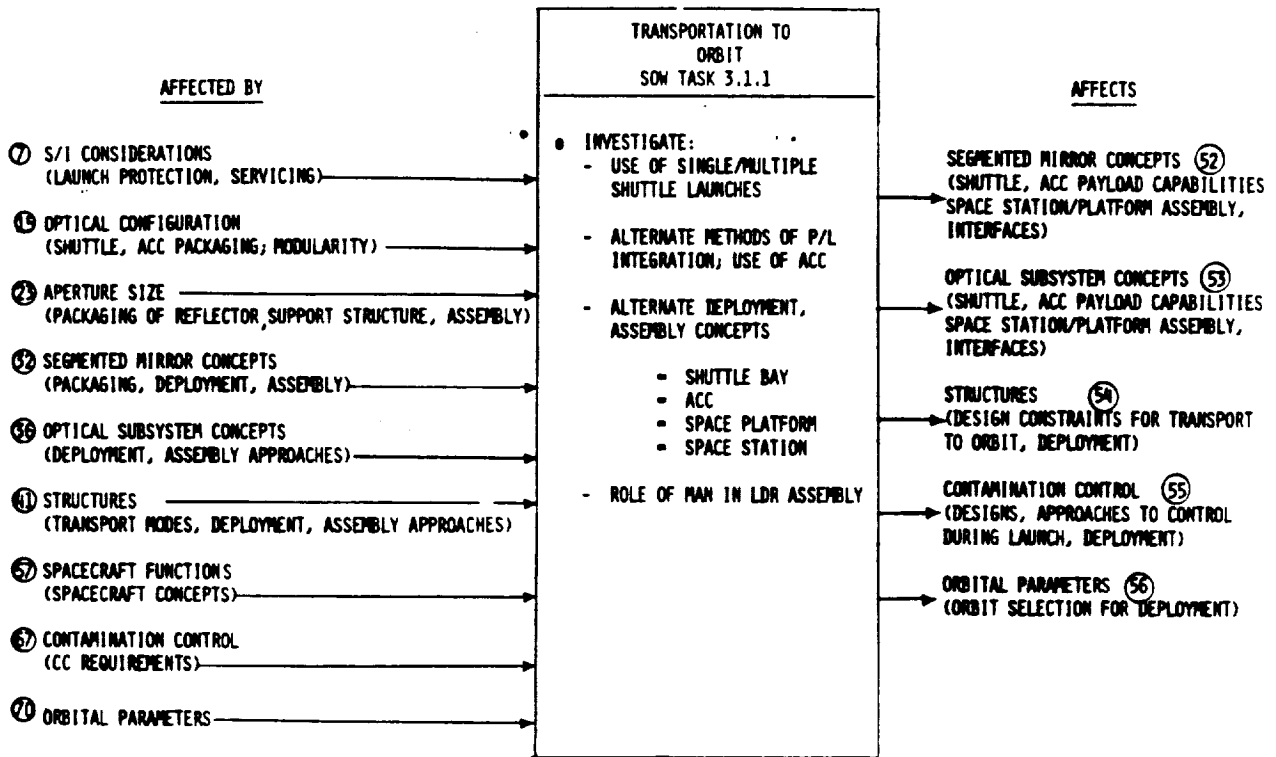 AFFECTED BY
7 S/I CONSIDERATIONS
(LAUNCH PROTECTION, SERVICING)
OPTICAL CONFIGURATION
(SHUTTLE, ACC PACKAGING; MODULARITY)
23 APERTURE SIZE
(PACKAGING OF REFLECTOR, SUPPORT STRUCTURE, ASSEMBLY)
SEGMENTED MIRROR CONCEPTS
(PACKAGING, DEPLOYMENT, ASSEMBLY)
OPTICAL SUBSYSTEM CONCEPTS
(DEPLOYMENT, ASSEMBLY APPROACHES)
41 STRUCTURES
(TRANSPORT MODES, DEPLOYMENT, ASSEMBLY APPROACHES)
SPACECRAFT FUNCTIONS
(SPACECRAFT CONCEPTS)
CONTAMINATION CONTROL
(CC REQUIREMENTS)
70 ORBITAL PARAMETERS
TRANSPORTATION TO
ORBIT
SOW TASK 3.1.1
• INVESTIGATE:
- USE OF SINGLE/MULTIPLE
SHUTTLE LAUNCHES
- ALTERNATE METHODS OF P/L
INTEGRATION; USE OF ACC
- ALTERNATE DEPLOYMENT,
ASSEMBLY CONCEPTS
- SHUTTLE BAY
- ACC
- SPACE PLATFORM
- SPACE STATION
- ROLE OF MAN IN LDR ASSEMBLY
AFFECTS
SEGMENTED MIRROR CONCEPTS 52
(SHUTTLE, ACC PAYLOAD CAPABILITIES
SPACE STATION/PLATFORM ASSEMBLY,
INTERFACES)
OPTICAL SUBSYSTEM CONCEPTS 53
(SHUTTLE, ACC PAYLOAD CAPABILITIES
SPACE STATION/PLATFORM ASSEMBLY,
INTERFACES)
STRUCTURES 54
(DESIGN CONSTRAINTS FOR TRANSPORT
TO ORBIT, DEPLOYMENT)
CONTAMINATION CONTROL 55
(DESIGNS, APPROACHES TO CONTROL
DURING LAUNCH, DEPLOYMENT)
ORBITAL PARAMETERS 56
(ORBIT SELECTION FOR DEPLOYMENT)